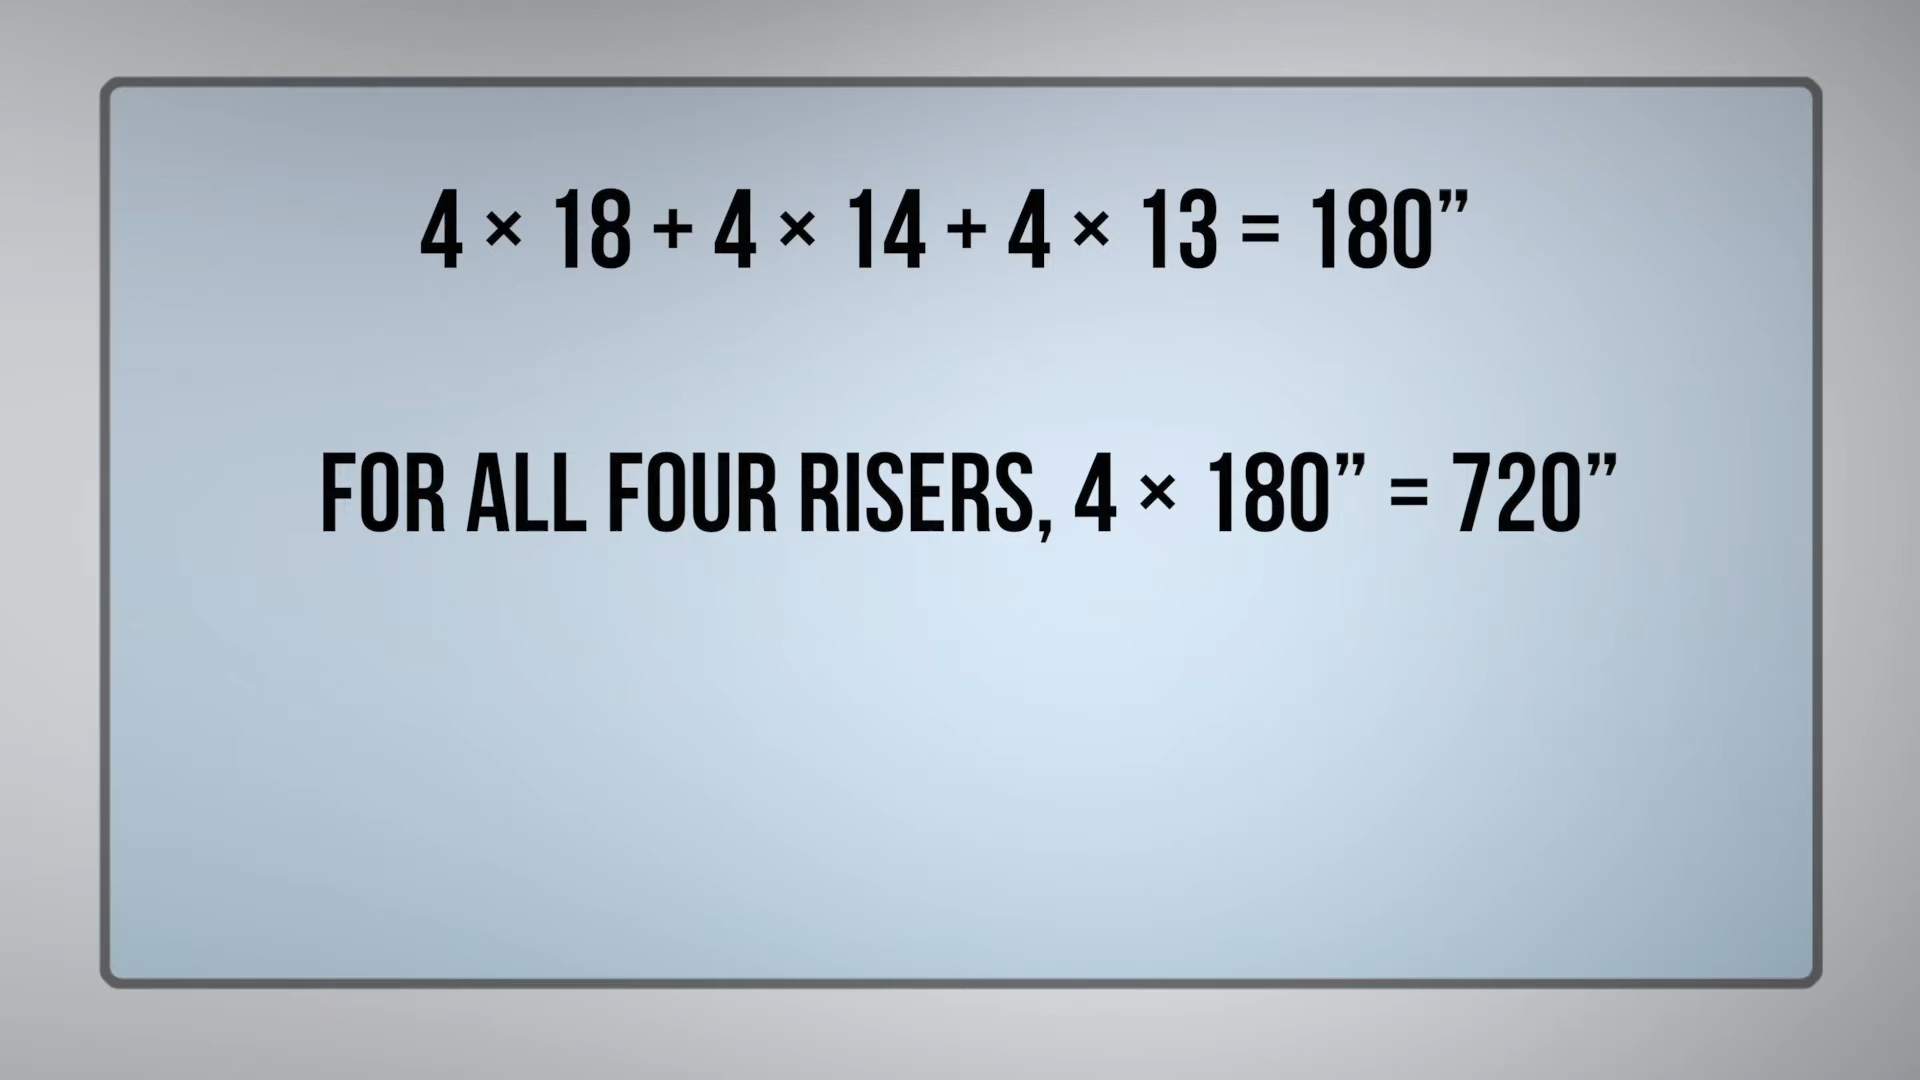 4 × 18 + 4 × 14 + 4 × 13 = 180”
FOR ALL FOUR RISERS, 4 × 180” = 720”